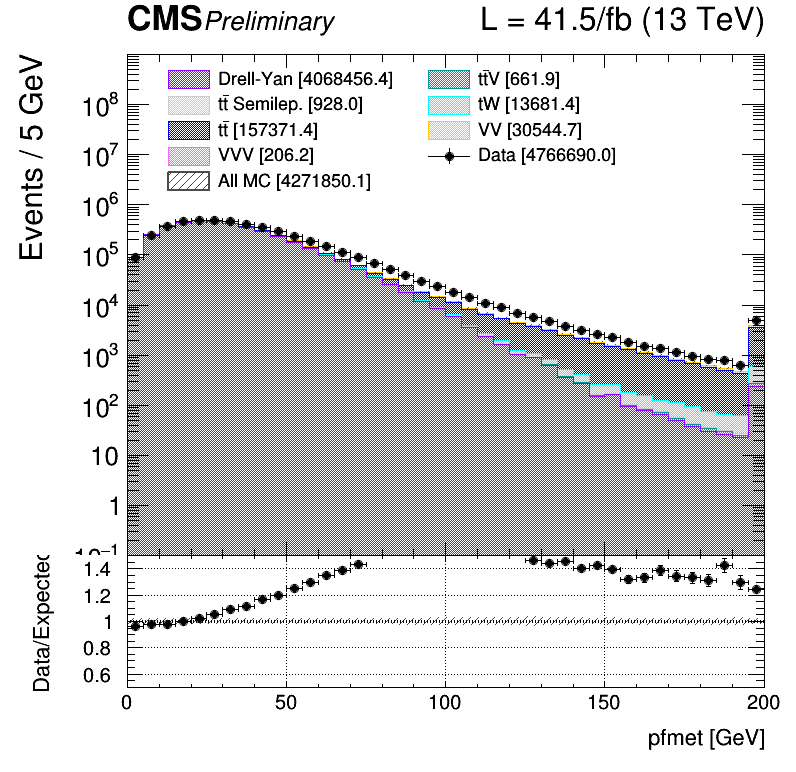 CMS Preliminary L = 41.5/fb (13 TeV)
Events / 5 GeV
Drell-Yan [4068456.4]
tt̄ Semilep. [928.0]
tt̄ [157371.4]
VVV [206.2]
All MC [4271850.1]
tt̄V [661.9]
tW [13681.4]
VV [30544.7]
Data [4766690.0]
10⁸
10⁷
10⁶
10⁵
10⁴
10³
10²
10
1
10⁻¹
Data/Expected
1.4
1.2
1
0.8
0.6
0 50 100 150 200
pfmet [GeV]